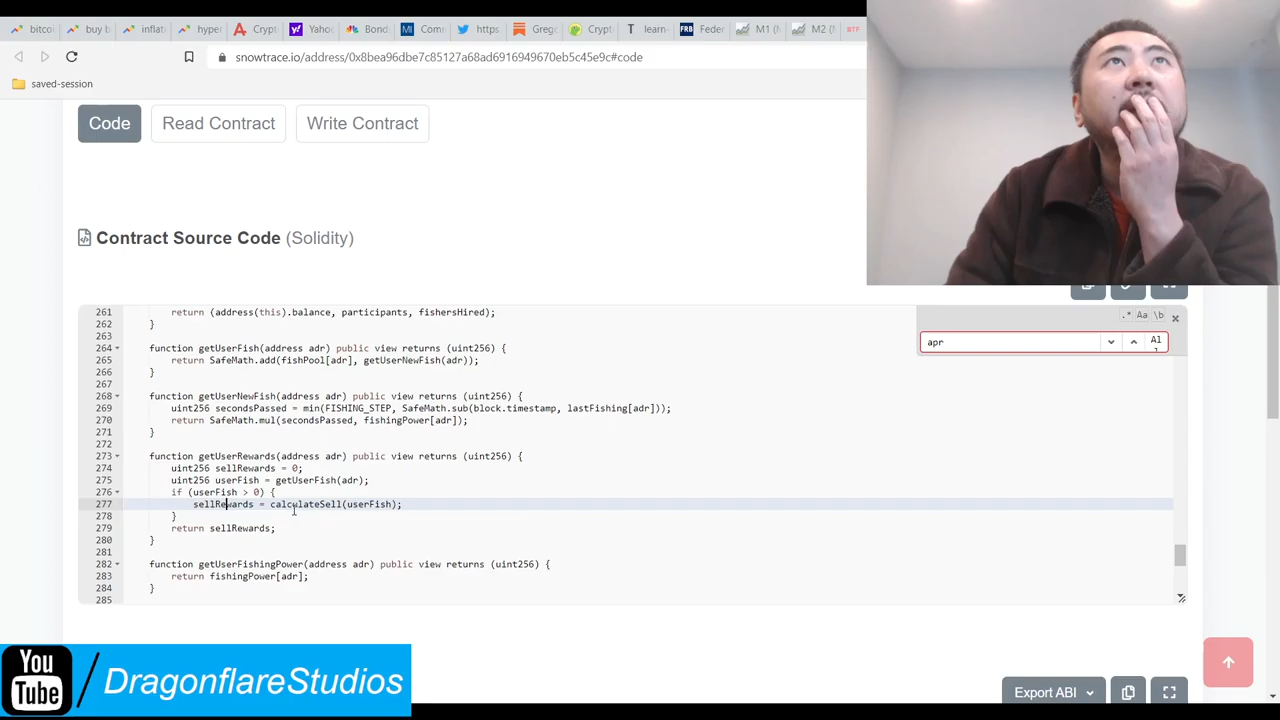 bitcoi
buy b
inflat
hyper
Crypt
Yahoo
Bond
MI Com
https
Greg
Crypt
T learn-
FRB Feder
M1 (M
M2 (
snowtrace.io/address/0x8bea96dbe7c85127a68ad6916949670eb5c45e9c#code
saved-session
Code
Read Contract
Write Contract
Contract Source Code (Solidity)
261 return (address(this).balance, participants, fishersHired);
262 }
263
264 function getUserFish(address adr) public view returns (uint256) {
265 return SafeMath.add(fishPool[adr], getUserNewFish(adr));
266 }
267
268 function getUserNewFish(address adr) public view returns (uint256) {
269 uint256 secondsPassed = min(FISHING_STEP, SafeMath.sub(block.timestamp, lastFishing[adr]));
270 return SafeMath.mul(secondsPassed, fishingPower[adr]);
271 }
272
273 function getUserRewards(address adr) public view returns (uint256) {
274 uint256 sellRewards = 0;
275 uint256 userFish = getUserFish(adr);
276 if (userFish > 0) {
277 sellRewards = calculateSell(userFish);
278 }
279 return sellRewards;
280 }
281
282 function getUserFishingPower(address adr) public view returns (uint256) {
283 return fishingPower[adr];
284 }
285
.* Aa \b
apr
Al
Export ABI
You
Tube
/ DragonflareStudios